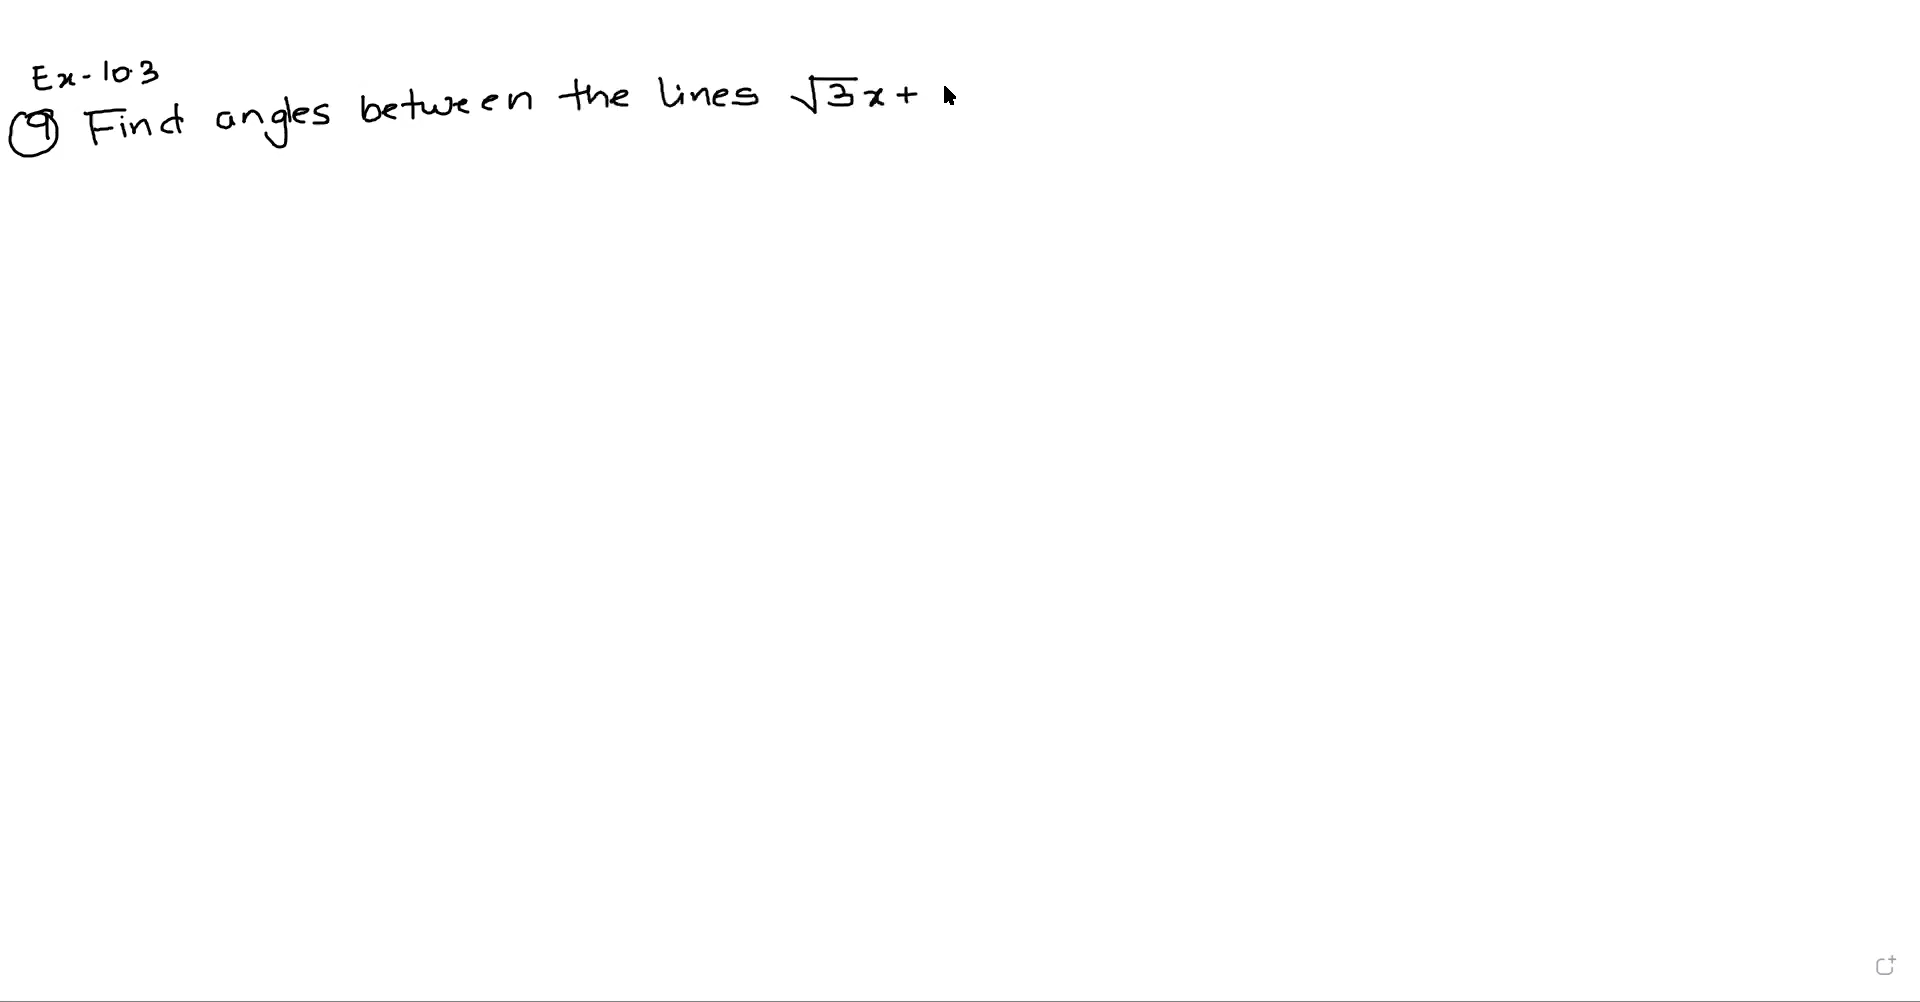 Ex-10.3
⑨ Find angles between the lines √3x+